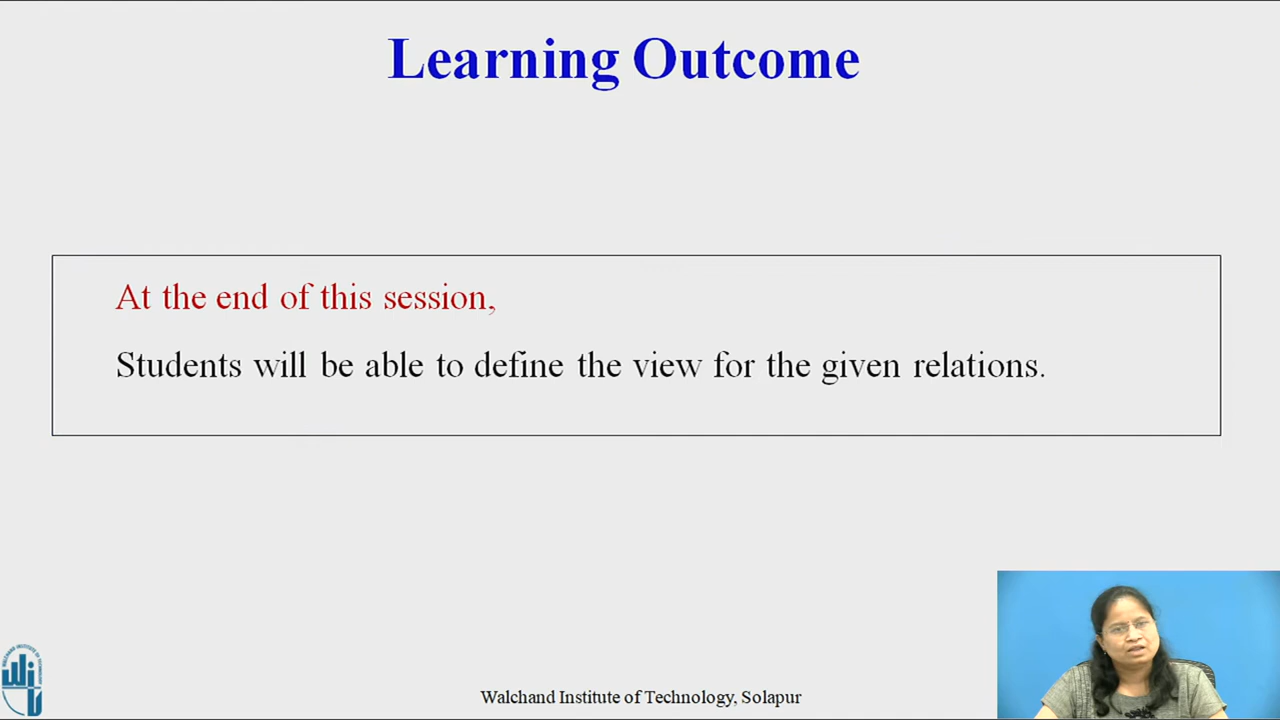 Learning Outcome
At the end of this session,
Students will be able to define the view for the given relations.
Walchand Institute of Technology, Solapur